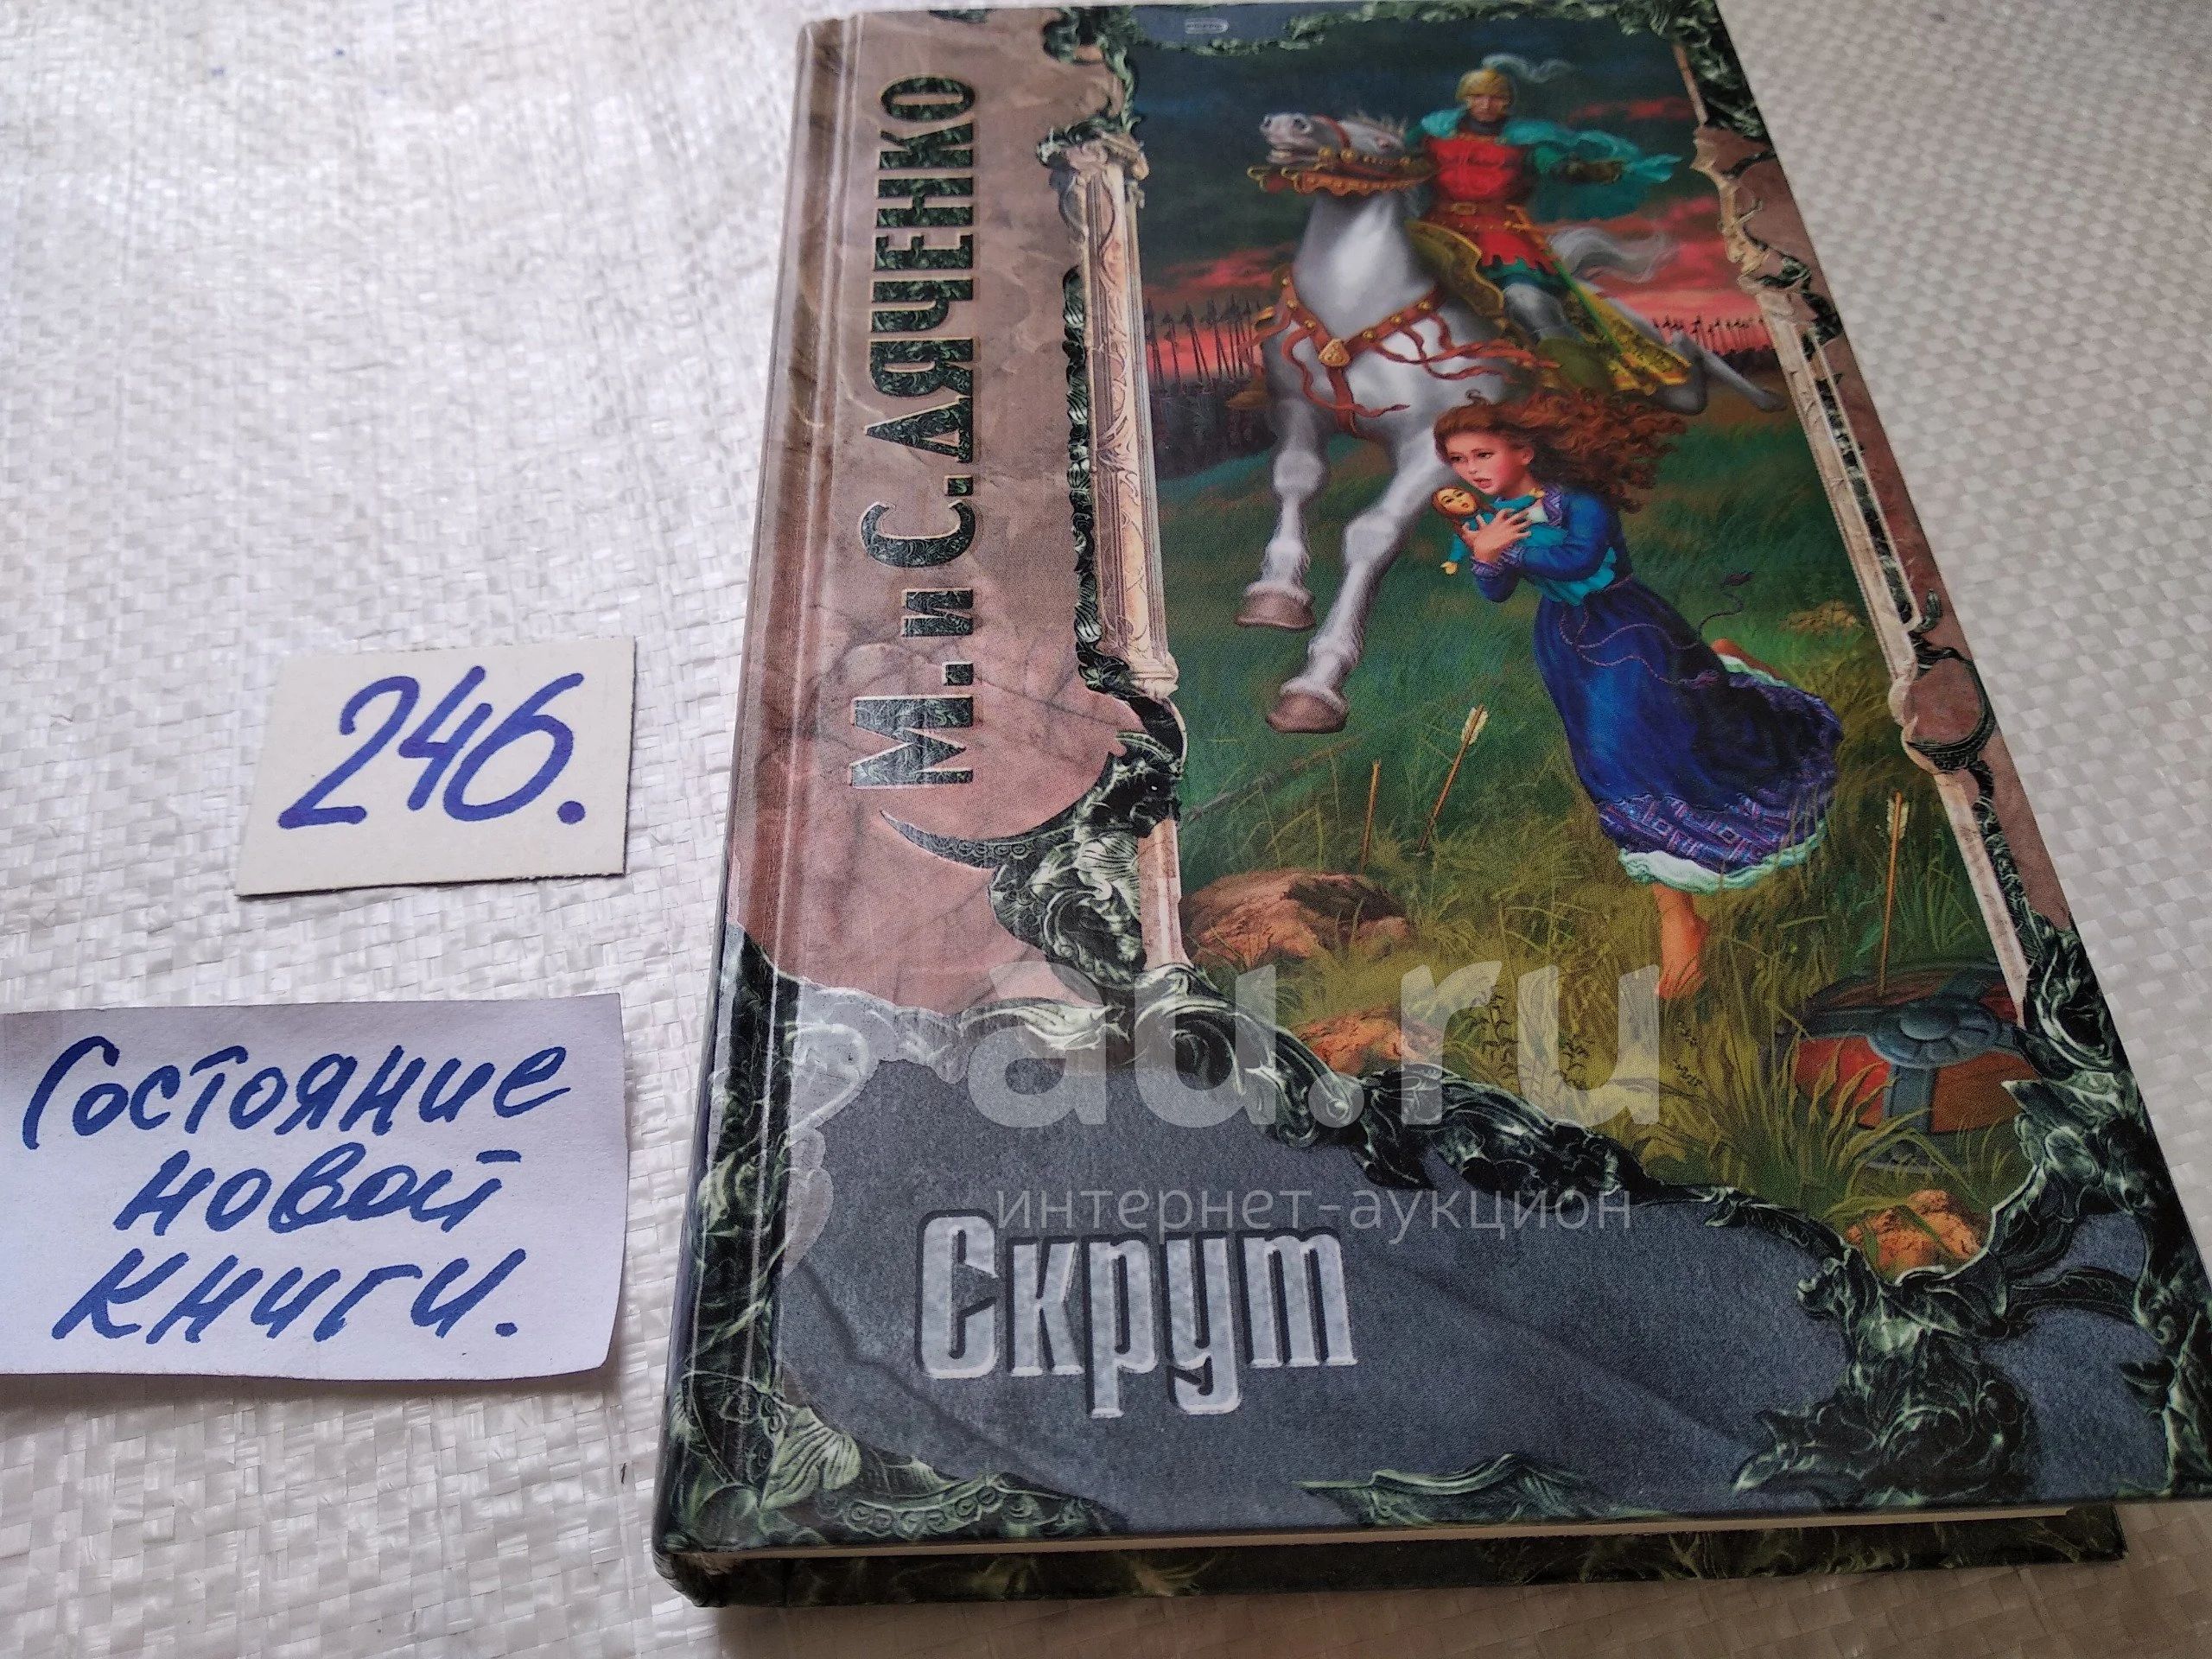 М. и С. ДЯЧЕНКО
246.
Состояние
новой
книги.
au.ru
интернет-аукцион
Скрут